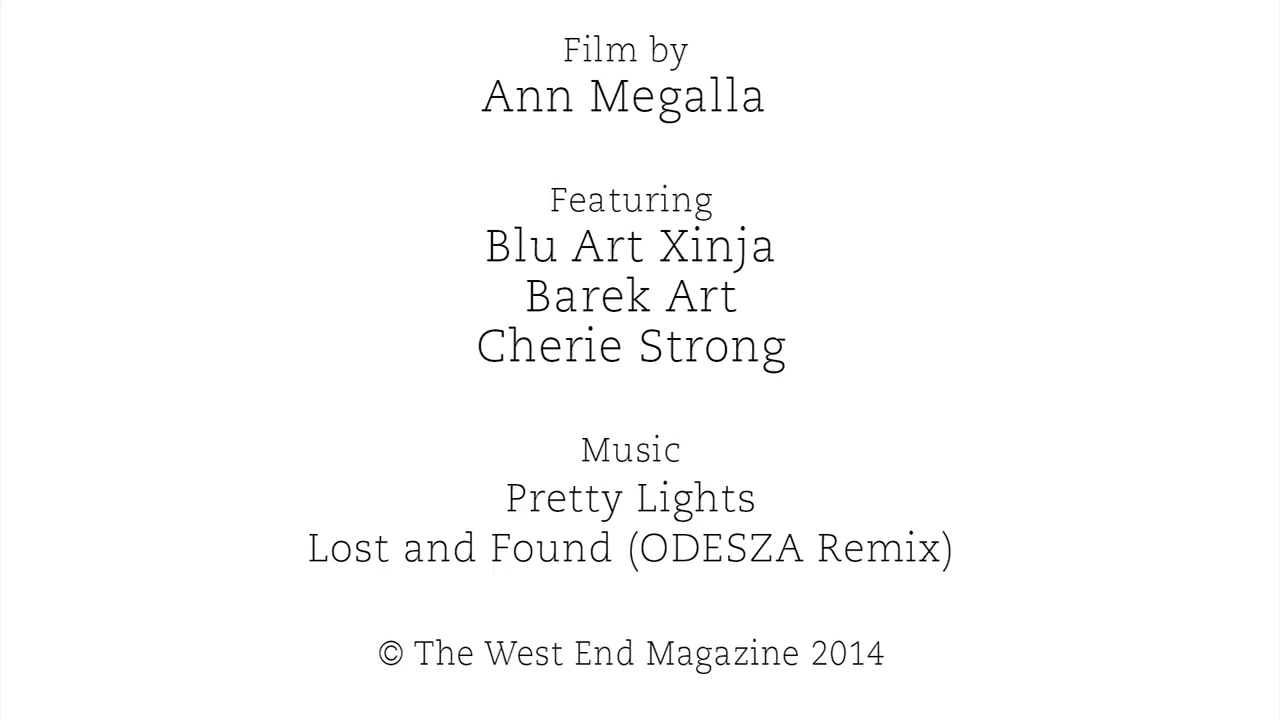 Film by
Ann Megalla
Featuring
Blu Art Xinja
Barek Art
Cherie Strong
Music
Pretty Lights
Lost and Found (ODESZA Remix)
© The West End Magazine 2014